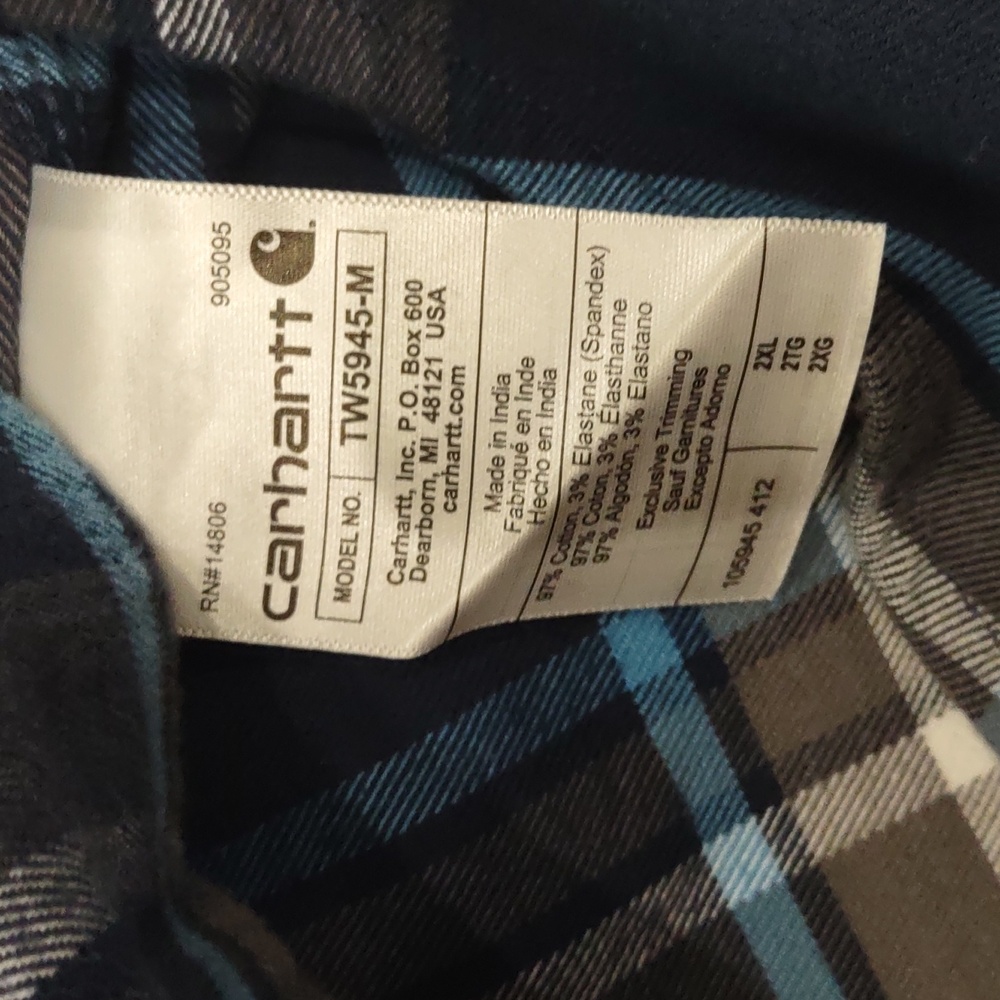 RN#14806 905095
carhartt
MODEL NO. TW5945-M
Carhartt, Inc. P.O. Box 600
Dearborn, MI 48121 USA
carhartt.com
Made in India
Fabriqué en Inde
Hecho en India
97% Cotton, 3% Elastane (Spandex)
97% Coton, 3% Élasthanne
97% Algodón, 3% Elastano
Exclusive Trimming
Sauf Garnitures
Excepto Adorno
105945 412
2XL
2TG
2XG